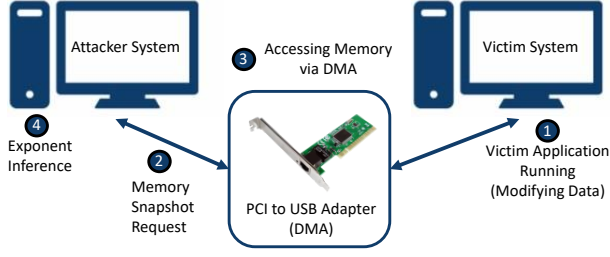 Attacker System
3
Accessing Memory
via DMA
Victim System
4
Exponent
Inference
2
Memory
Snapshot
Request
PCI to USB Adapter
(DMA)
1
Victim Application
Running
(Modifying Data)